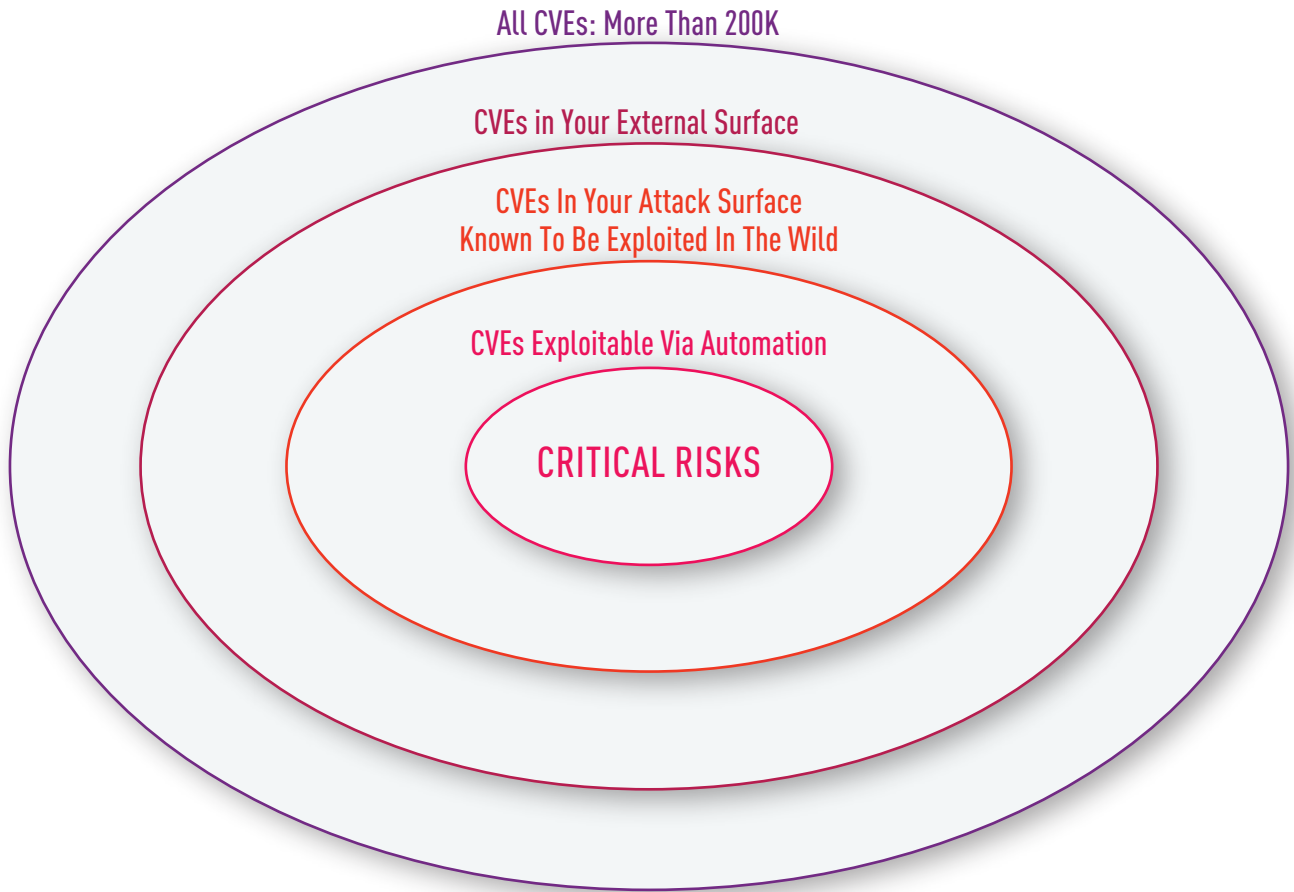 All CVEs: More Than 200K
CVEs in Your External Surface
CVEs In Your Attack Surface
Known To Be Exploited In The Wild
CVEs Exploitable Via Automation
CRITICAL RISKS